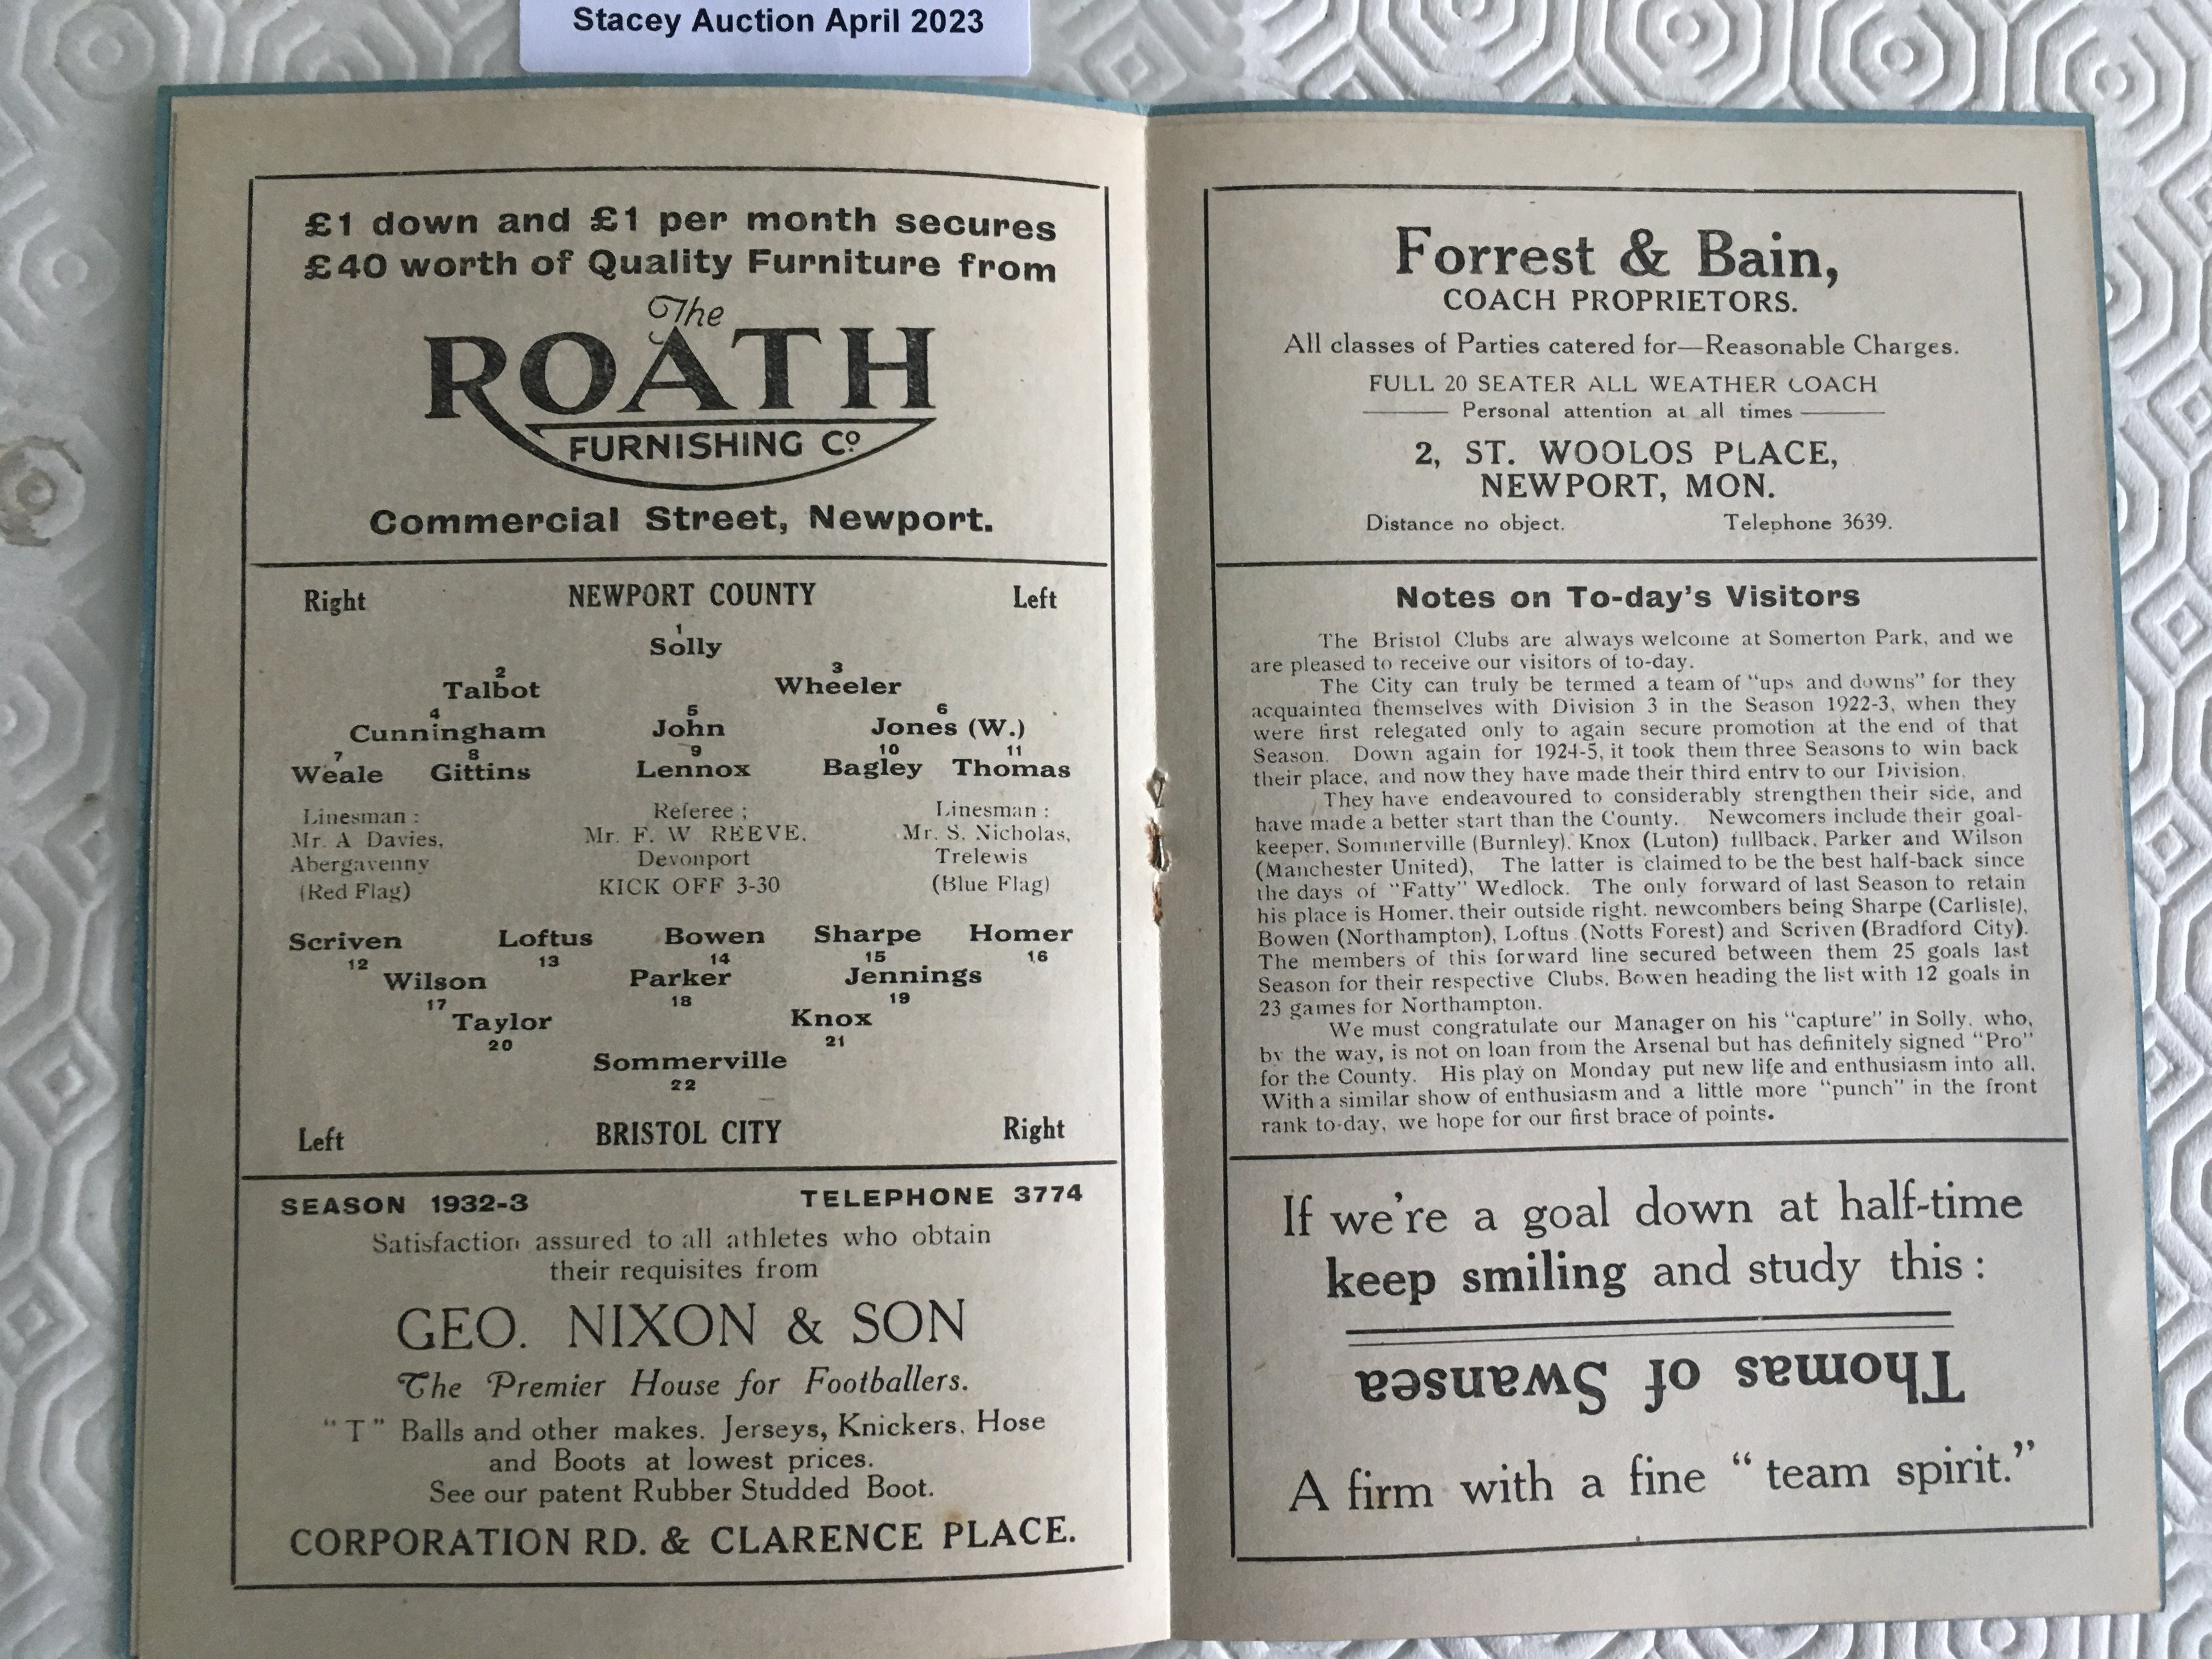 Stacey Auction April 2023
£1 down and £1 per month secures
£40 worth of Quality Furniture from
The
ROATH
FURNISHING Co.
Commercial Street, Newport.
Right NEWPORT COUNTY Left
1
Solly
2 3
Talbot Wheeler
4 5 6
Cunningham John Jones (W.)
7 8 9 10 11
Weale Gittins Lennox Bagley Thomas
Linesman : Referee ; Linesman :
Mr. A Davies, Mr. F. W REEVE. Mr. S. Nicholas,
Abergavenny Devonport Trelewis
(Red Flag) KICK OFF 3-30 (Blue Flag)
Scriven Loftus Bowen Sharpe Homer
12 13 14 15 16
Wilson Parker Jennings
17 18 19
Taylor Knox
20 21
Sommerville
22
Left BRISTOL CITY Right
SEASON 1932-3 TELEPHONE 3774
Satisfaction assured to all athletes who obtain
their requisites from
GEO. NIXON & SON
The Premier House for Footballers.
"T" Balls and other makes. Jerseys, Knickers, Hose
and Boots at lowest prices.
See our patent Rubber Studded Boot.
CORPORATION RD. & CLARENCE PLACE.
Forrest & Bain,
COACH PROPRIETORS.
All classes of Parties catered for—Reasonable Charges.
FULL 20 SEATER ALL WEATHER COACH
Personal attention at all times
2, ST. WOOLOS PLACE,
NEWPORT, MON.
Distance no object. Telephone 3639.
Notes on To-day's Visitors
The Bristol Clubs are always welcome at Somerton Park, and we
are pleased to receive our visitors of to-day.
The City can truly be termed a team of "ups and downs" for they
acquainted themselves with Division 3 in the Season 1922-3, when they
were first relegated only to again secure promotion at the end of that
Season. Down again for 1924-5, it took them three Seasons to win back
their place, and now they have made their third entry to our Division.
They have endeavoured to considerably strengthen their side, and
have made a better start than the County. Newcomers include their goal-
keeper, Sommerville (Burnley), Knox (Luton) fullback, Parker and Wilson
(Manchester United), The latter is claimed to be the best half-back since
the days of "Fatty" Wedlock. The only forward of last Season to retain
his place is Homer, their outside right. newcombers being Sharpe (Carlisle),
Bowen (Northampton), Loftus (Notts Forest) and Scriven (Bradford City).
The members of this forward line secured between them 25 goals last
Season for their respective Clubs, Bowen heading the list with 12 goals in
23 games for Northampton.
We must congratulate our Manager on his "capture" in Solly, who,
by the way, is not on loan from the Arsenal but has definitely signed "Pro"
for the County. His play on Monday put new life and enthusiasm into all.
With a similar show of enthusiasm and a little more "punch" in the front
rank to-day, we hope for our first brace of points.
If we're a goal down at half-time
keep smiling and study this :
Thomas of Swansea
A firm with a fine "team spirit."